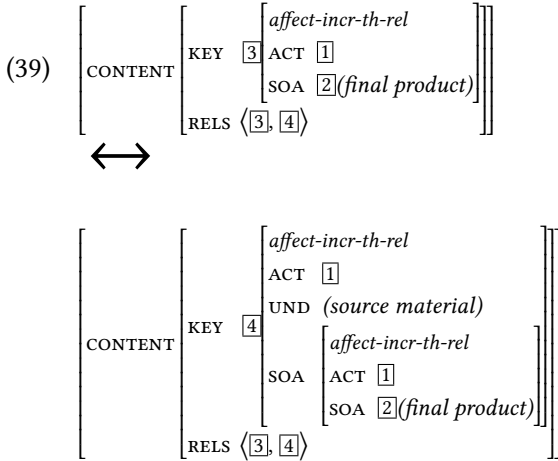 affect-incr-th-rel
KEY 3 ACT 1
(39) CONTENT
SOA 2(final product)
RELS ⟨3, 4⟩
⟷
affect-incr-th-rel
ACT 1
UND (source material)
KEY 4
affect-incr-th-rel
CONTENT
SOA ACT 1
SOA 2(final product)
RELS ⟨3, 4⟩